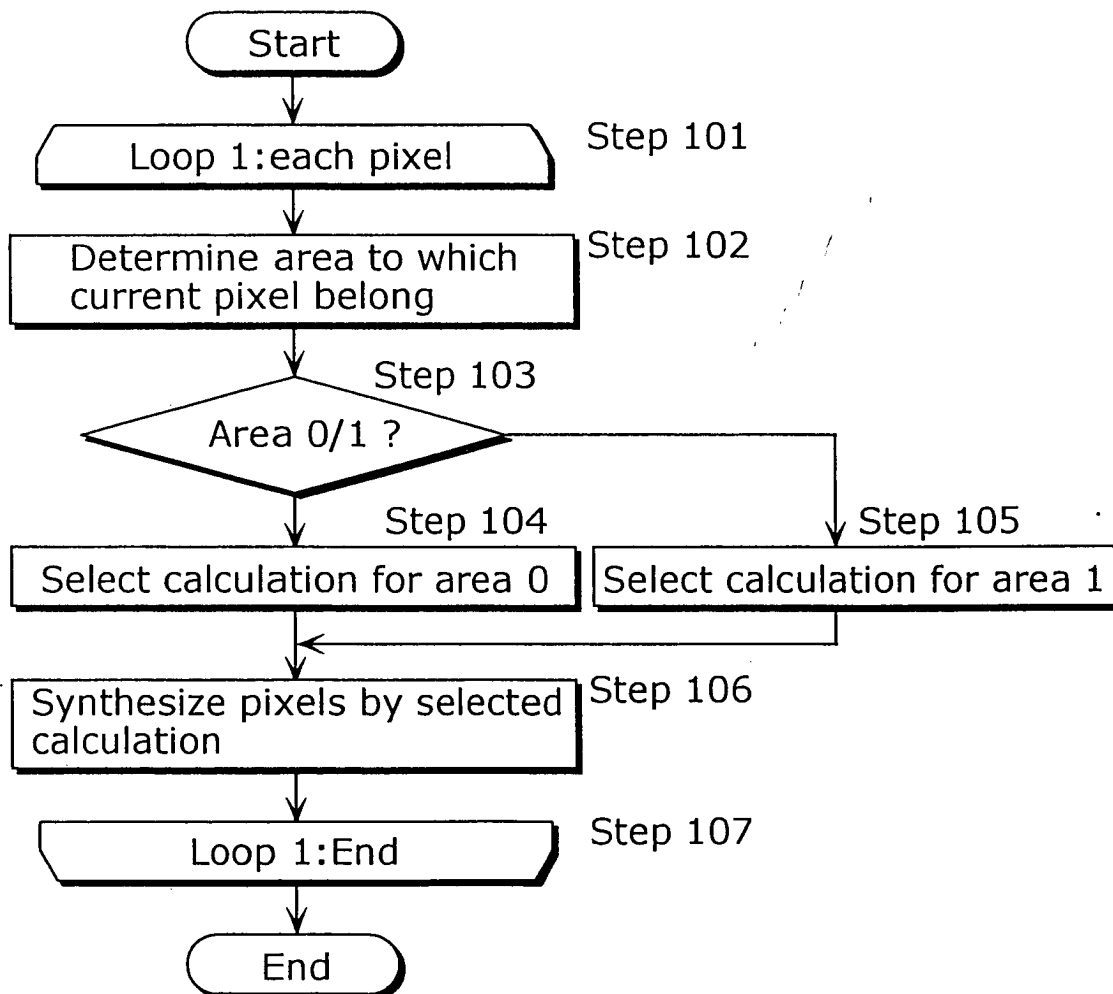 Start
Loop 1:each pixel
Step 101
Determine area to which
current pixel belong
Step 102
Step 103
Area 0/1 ?
Step 104
Select calculation for area 0
Step 105
Select calculation for area 1
Synthesize pixels by selected
calculation
Step 106
Loop 1:End
Step 107
End